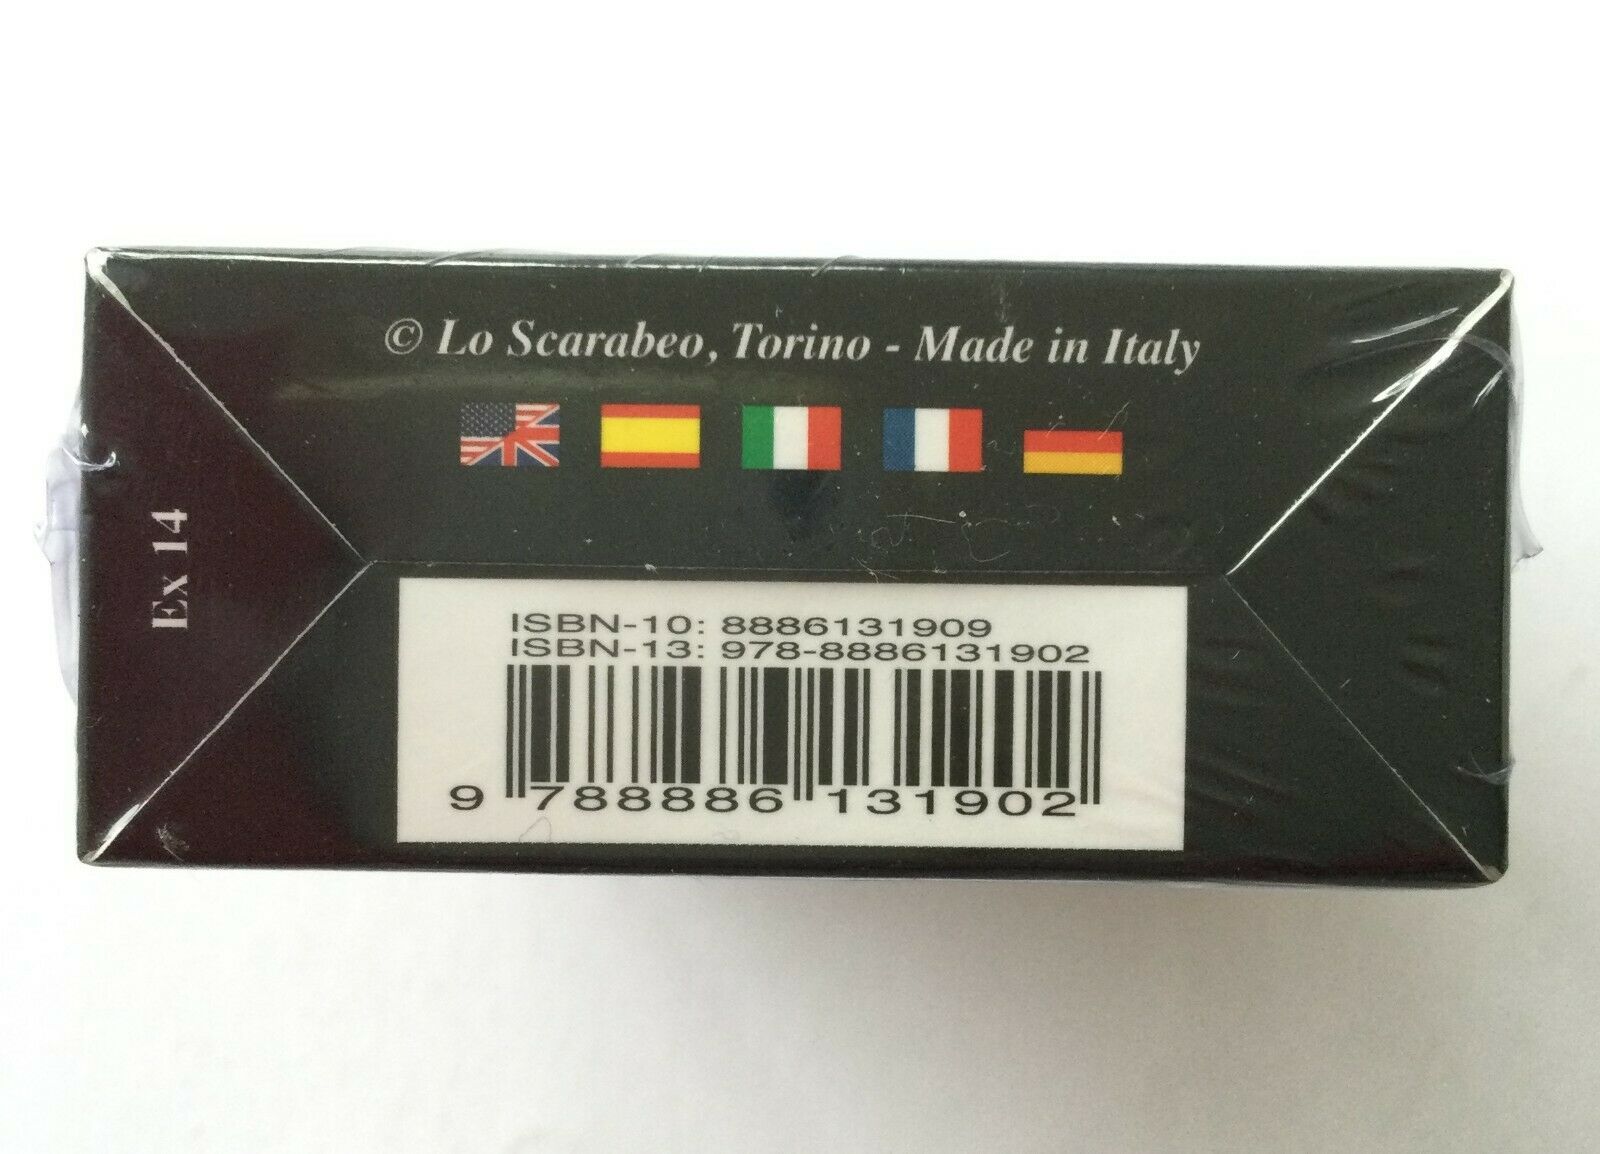 © Lo Scarabeo, Torino - Made in Italy
Ex 14
ISBN-10: 8886131909
ISBN-13: 978-8886131902
9 788886 131902